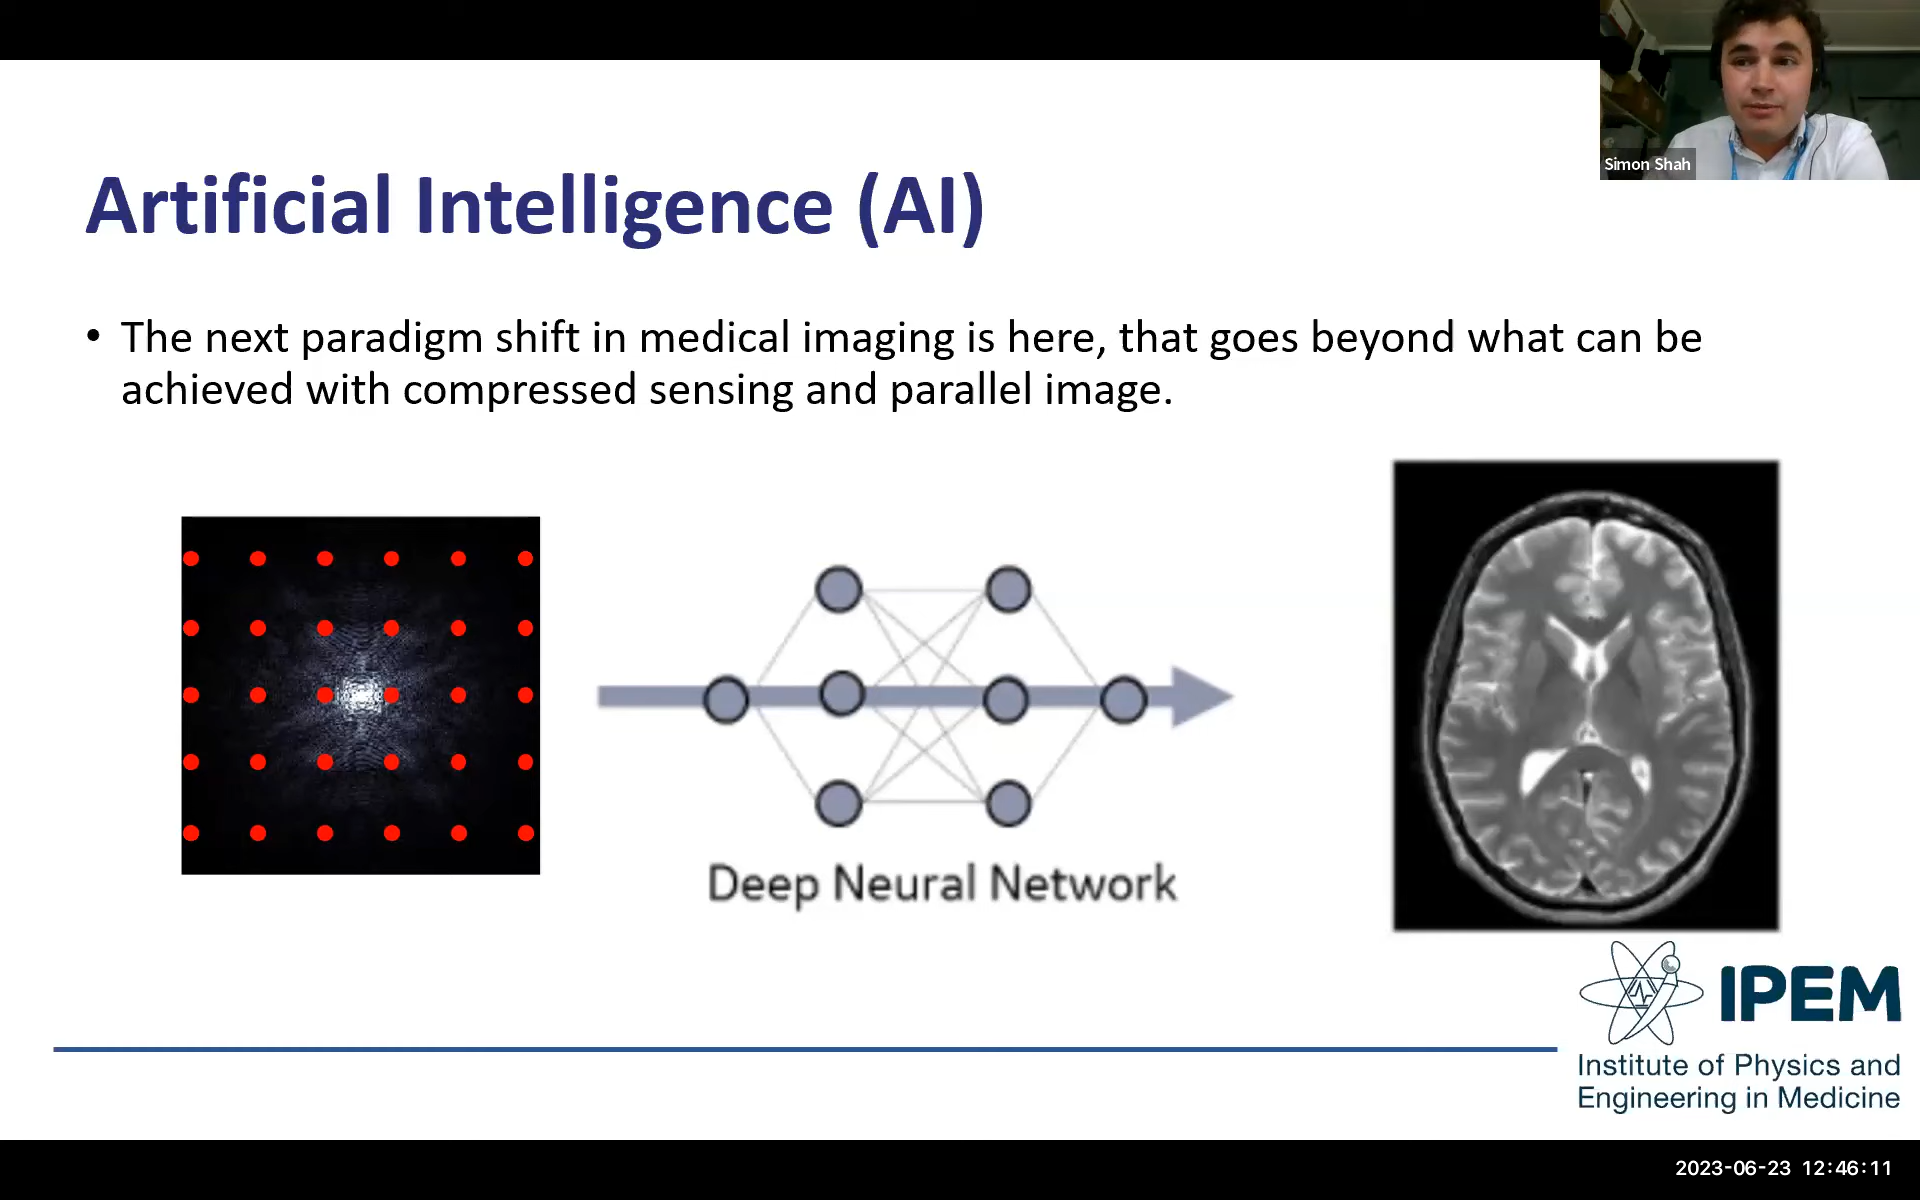 Simon Shah
Artificial Intelligence (AI)
• The next paradigm shift in medical imaging is here, that goes beyond what can be
achieved with compressed sensing and parallel image.
Deep Neural Network
IPEM
Institute of Physics and
Engineering in Medicine
2023-06-23 12:46:11